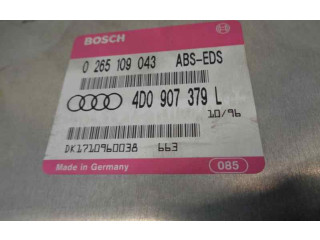 BOSCH
0 265 109 043 ABS-EDS
4D0 907 379 L
10/96
DK1710960038 663
Made in Germany 085